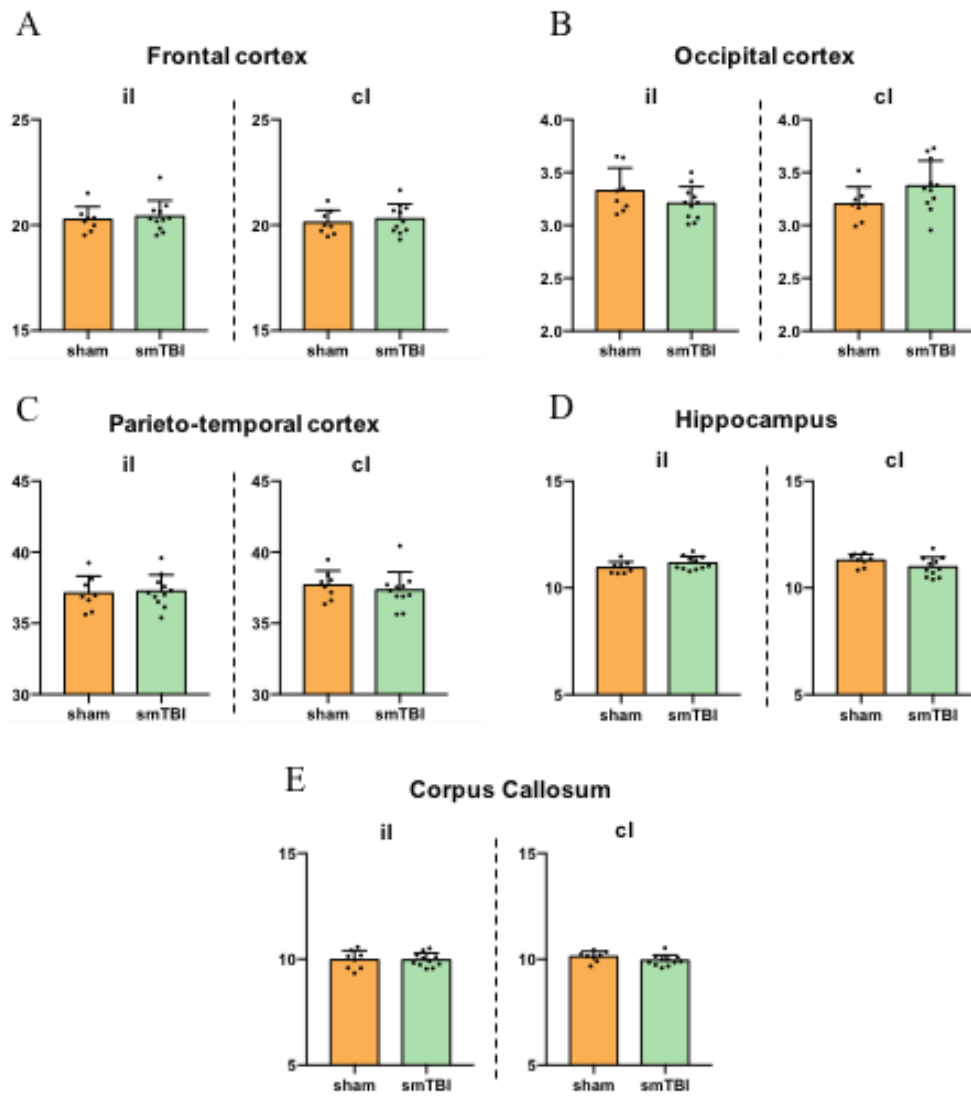 A
Frontal cortex
il
cl
25
20
15
sham
smTBI
25
20
15
sham
smTBI
B
Occipital cortex
il
cl
4.0
3.5
3.0
2.5
2.0
sham
smTBI
4.0
3.5
3.0
2.5
2.0
sham
smTBI
C
Parieto-temporal cortex
il
cl
45
40
35
30
sham
smTBI
45
40
35
30
sham
smTBI
D
Hippocampus
il
cl
15
10
5
sham
smTBI
15
10
5
sham
smTBI
E
Corpus Callosum
il
cl
15
10
5
sham
smTBI
15
10
5
sham
smTBI